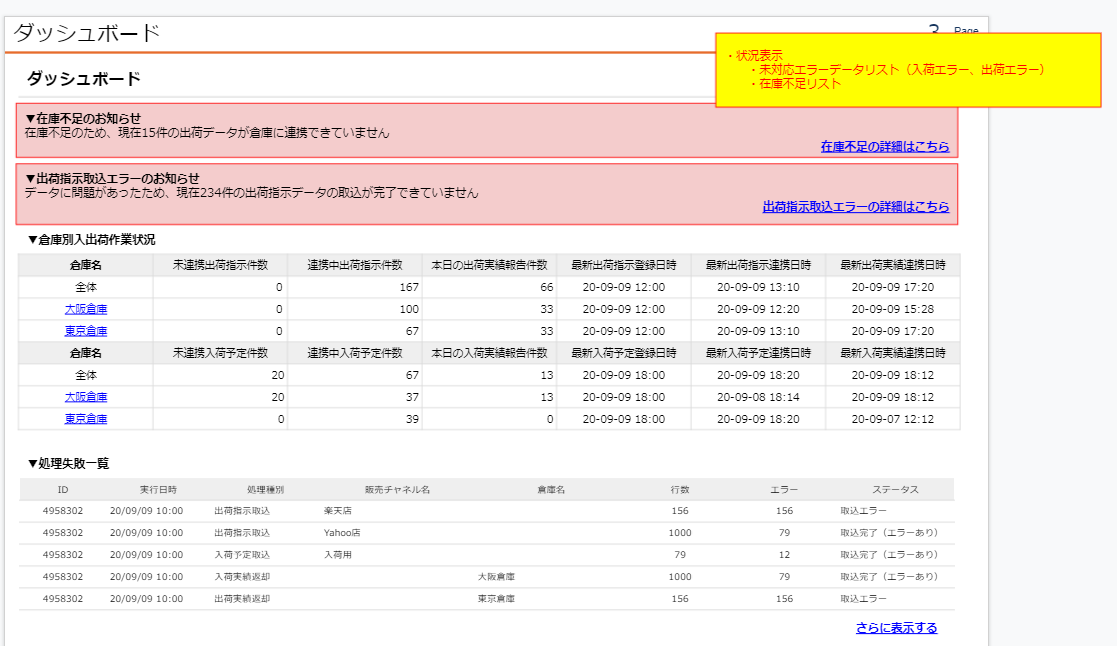 ダッシュボード
3 Page
・状況表示
・未対応エラーデータリスト（入荷エラー、出荷エラー）
・在庫不足リスト
ダッシュボード
▼在庫不足のお知らせ
在庫不足のため、現在15件の出荷データが倉庫に連携できていません
在庫不足の詳細はこちら
▼出荷指示取込エラーのお知らせ
データに問題があったため、現在234件の出荷指示データの取込が完了できていません
出荷指示取込エラーの詳細はこちら
▼倉庫別入出荷作業状況
倉庫名 未連携出荷指示件数 連携中出荷指示件数 本日の出荷実績報告件数 最新出荷指示登録日時 最新出荷指示連携日時 最新出荷実績連携日時
全体 0 167 66 20-09-09 12:00 20-09-09 13:10 20-09-09 17:20
大阪倉庫 0 100 33 20-09-09 12:00 20-09-09 12:20 20-09-09 15:28
東京倉庫 0 67 33 20-09-09 12:00 20-09-09 13:10 20-09-09 17:20
倉庫名 未連携入荷予定件数 連携中入荷予定件数 本日の入荷実績報告件数 最新入荷予定登録日時 最新入荷予定連携日時 最新入荷実績連携日時
全体 20 67 13 20-09-09 18:00 20-09-09 18:20 20-09-09 18:12
大阪倉庫 20 37 13 20-09-09 18:00 20-09-08 18:14 20-09-09 18:12
東京倉庫 0 39 0 20-09-09 18:00 20-09-09 18:20 20-09-07 12:12
▼処理失敗一覧
ID 実行日時 処理種別 販売チャネル名 倉庫名 行数 エラー ステータス
4958302 20/09/09 10:00 出荷指示取込 楽天店 156 156 取込エラー
4958302 20/09/09 10:00 出荷指示取込 Yahoo店 1000 79 取込完了（エラーあり）
4958302 20/09/09 10:00 入荷予定取込 入荷用 79 12 取込完了（エラーあり）
4958302 20/09/09 10:00 入荷実績返却 大阪倉庫 1000 79 取込完了（エラーあり）
4958302 20/09/09 10:00 出荷実績返却 東京倉庫 156 156 取込エラー
さらに表示する